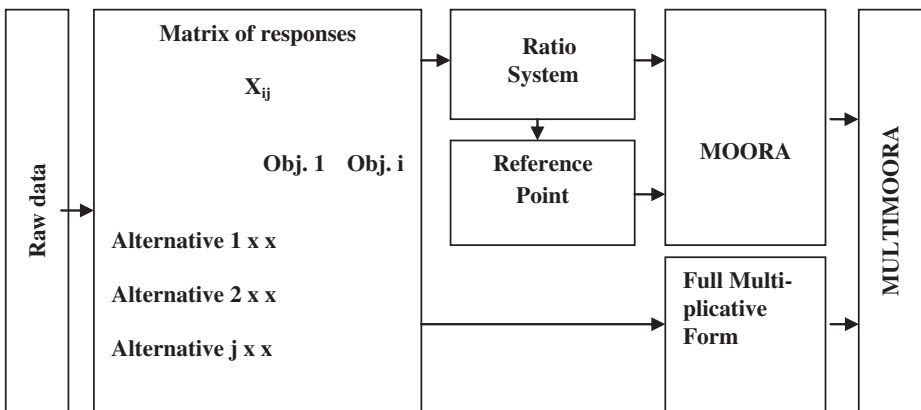 Raw data
Matrix of responses
Xij
Obj. 1 Obj. i
Alternative 1 x x
Alternative 2 x x
Alternative j x x
Ratio
System
Reference
Point
MOORA
Full Multi-
plicative
Form
MULTIMOORA